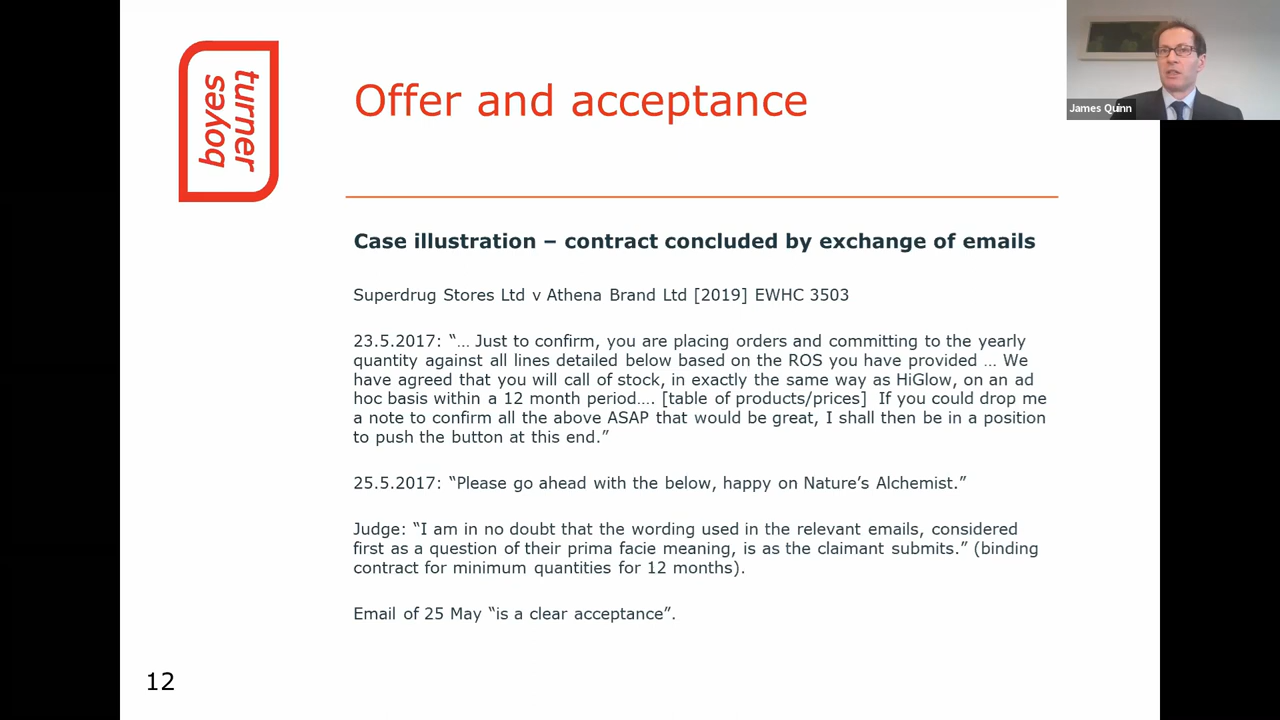 boyes
turner
Offer and acceptance
James Quinn
Case illustration – contract concluded by exchange of emails
Superdrug Stores Ltd v Athena Brand Ltd [2019] EWHC 3503
23.5.2017: “… Just to confirm, you are placing orders and committing to the yearly
quantity against all lines detailed below based on the ROS you have provided … We
have agreed that you will call of stock, in exactly the same way as HiGlow, on an ad
hoc basis within a 12 month period…. [table of products/prices]  If you could drop me
a note to confirm all the above ASAP that would be great, I shall then be in a position
to push the button at this end.”
25.5.2017: “Please go ahead with the below, happy on Nature’s Alchemist.”
Judge: “I am in no doubt that the wording used in the relevant emails, considered
first as a question of their prima facie meaning, is as the claimant submits.” (binding
contract for minimum quantities for 12 months).
Email of 25 May “is a clear acceptance”.
12